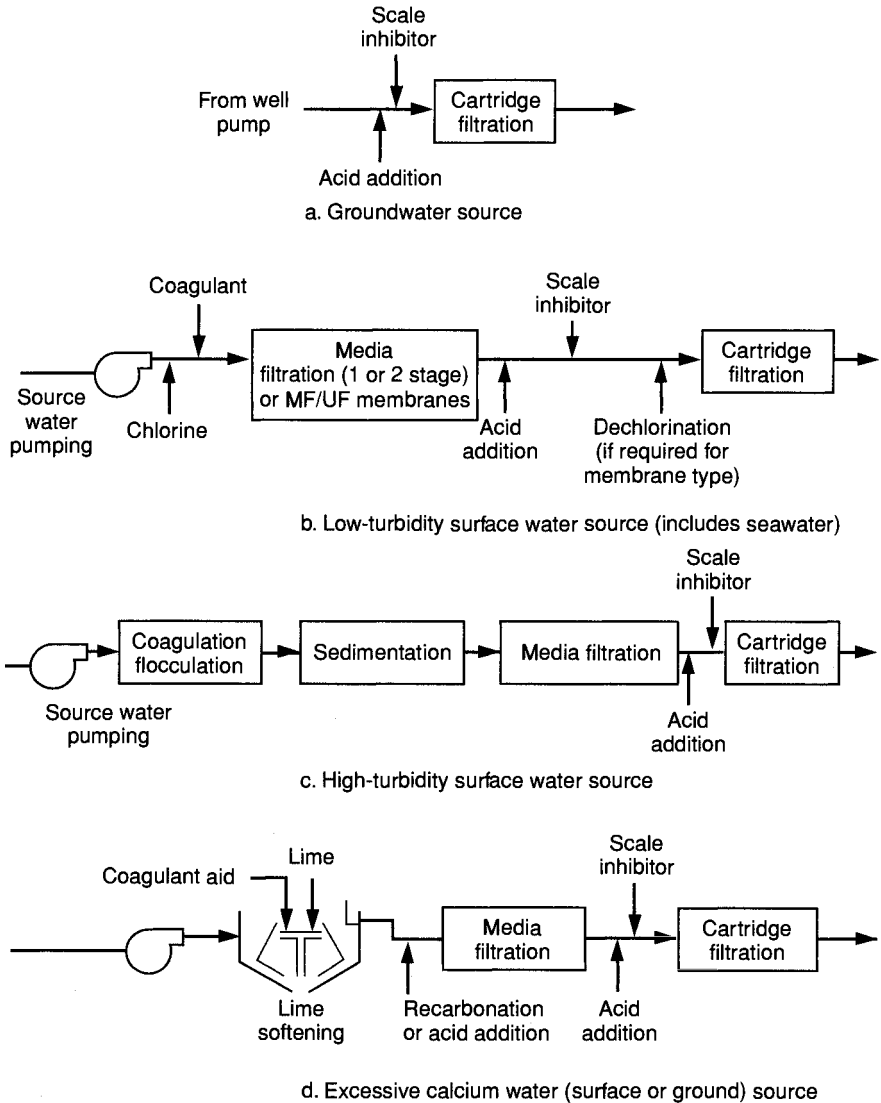 Scale
inhibitor
From well
pump
Cartridge
filtration
Acid addition
a. Groundwater source
Coagulant
Scale
inhibitor
Media
filtration (1 or 2 stage)
or MF/UF membranes
Cartridge
filtration
Source
water
pumping
Chlorine
Acid
addition
Dechlorination
(if required for
membrane type)
b. Low-turbidity surface water source (includes seawater)
Scale
inhibitor
Coagulation
flocculation
Sedimentation
Media filtration
Cartridge
filtration
Source water
pumping
Acid
addition
c. High-turbidity surface water source
Coagulant aid
Lime
Scale
inhibitor
Media
filtration
Cartridge
filtration
Lime
softening
Recarbonation
or acid addition
Acid
addition
d. Excessive calcium water (surface or ground) source